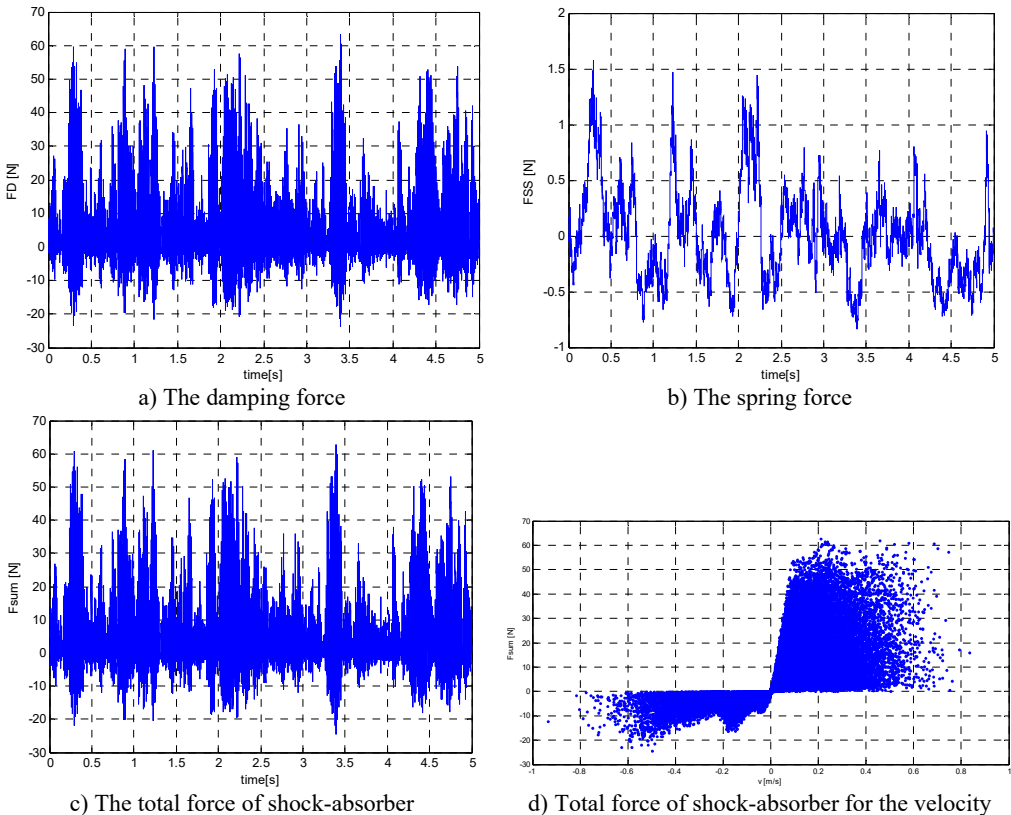 70
60
50
40
30
20
10
0
-10
-20
-30
FD [N]
0 0.5 1 1.5 2 2.5 3 3.5 4 4.5 5
time[s]
a) The damping force
2
1.5
1
0.5
0
-0.5
-1
FSS [N]
0 0.5 1 1.5 2 2.5 3 3.5 4 4.5 5
time[s]
b) The spring force
70
60
50
40
30
20
10
0
-10
-20
-30
Fsum [N]
0 0.5 1 1.5 2 2.5 3 3.5 4 4.5 5
time[s]
c) The total force of shock-absorber
70
60
50
40
30
20
10
0
-10
-20
-30
Fsum [N]
-1 -0.8 -0.6 -0.4 -0.2 0 0.2 0.4 0.6 0.8 1
v [m/s]
d) Total force of shock-absorber for the velocity